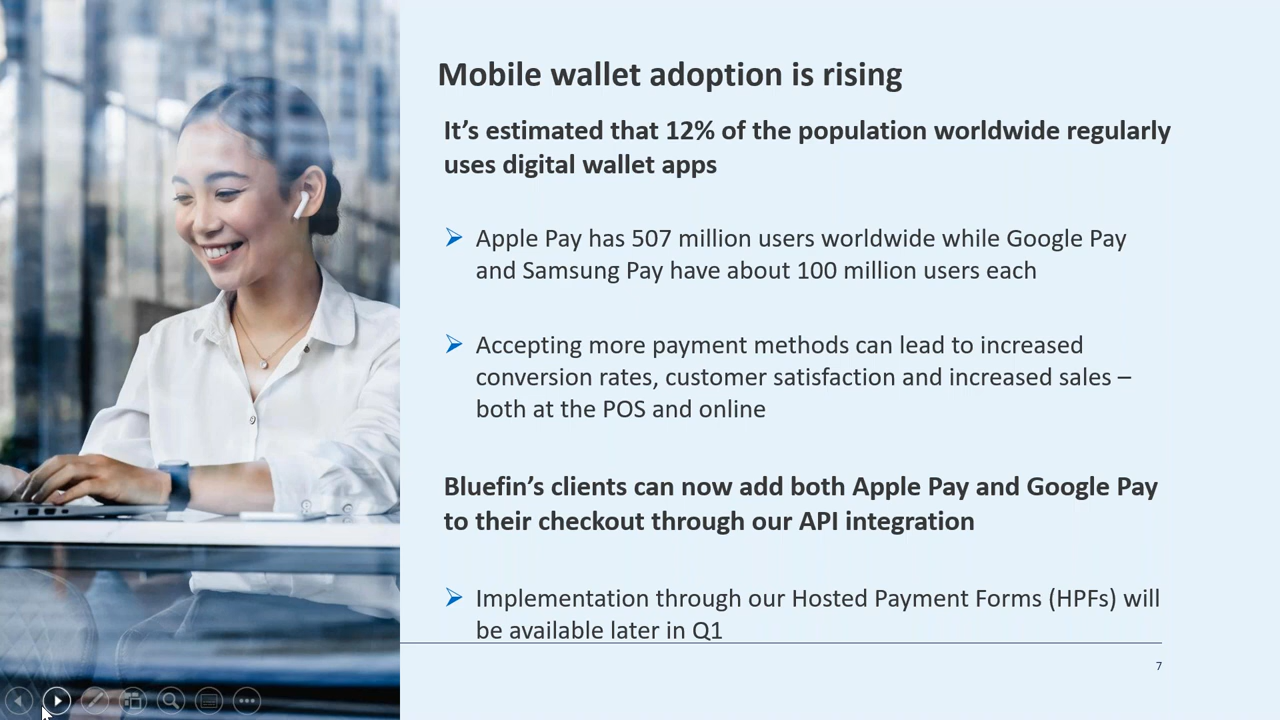 Mobile wallet adoption is rising
It’s estimated that 12% of the population worldwide regularly
uses digital wallet apps
Apple Pay has 507 million users worldwide while Google Pay
and Samsung Pay have about 100 million users each
Accepting more payment methods can lead to increased
conversion rates, customer satisfaction and increased sales –
both at the POS and online
Bluefin’s clients can now add both Apple Pay and Google Pay
to their checkout through our API integration
Implementation through our Hosted Payment Forms (HPFs) will
be available later in Q1
7